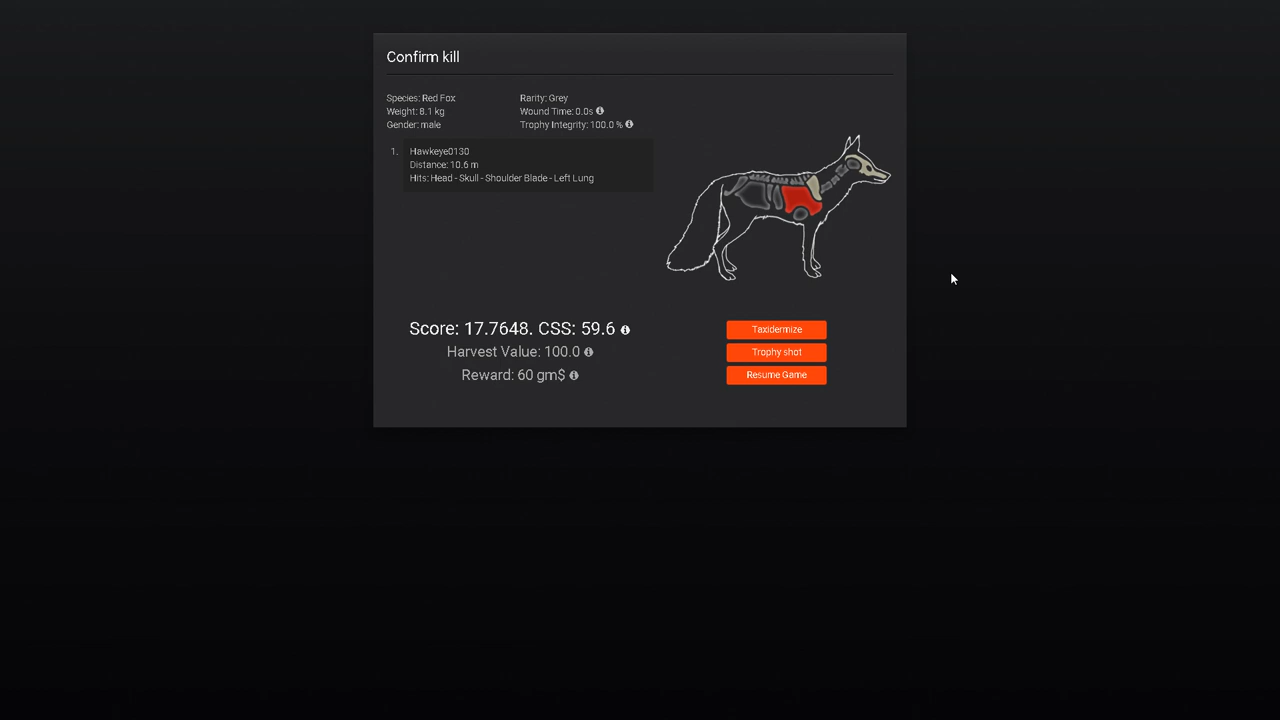 Confirm kill
Species: Red Fox
Rarity: Grey
Weight: 8.1 kg
Wound Time: 0.0s
Gender: male
Trophy Integrity: 100.0 %
1.
Hawkeye0130
Distance: 10.6 m
Hits: Head - Skull - Shoulder Blade - Left Lung
Score: 17.7648. CSS: 59.6
Harvest Value: 100.0
Reward: 60 gm$
Taxidermize
Trophy shot
Resume Game